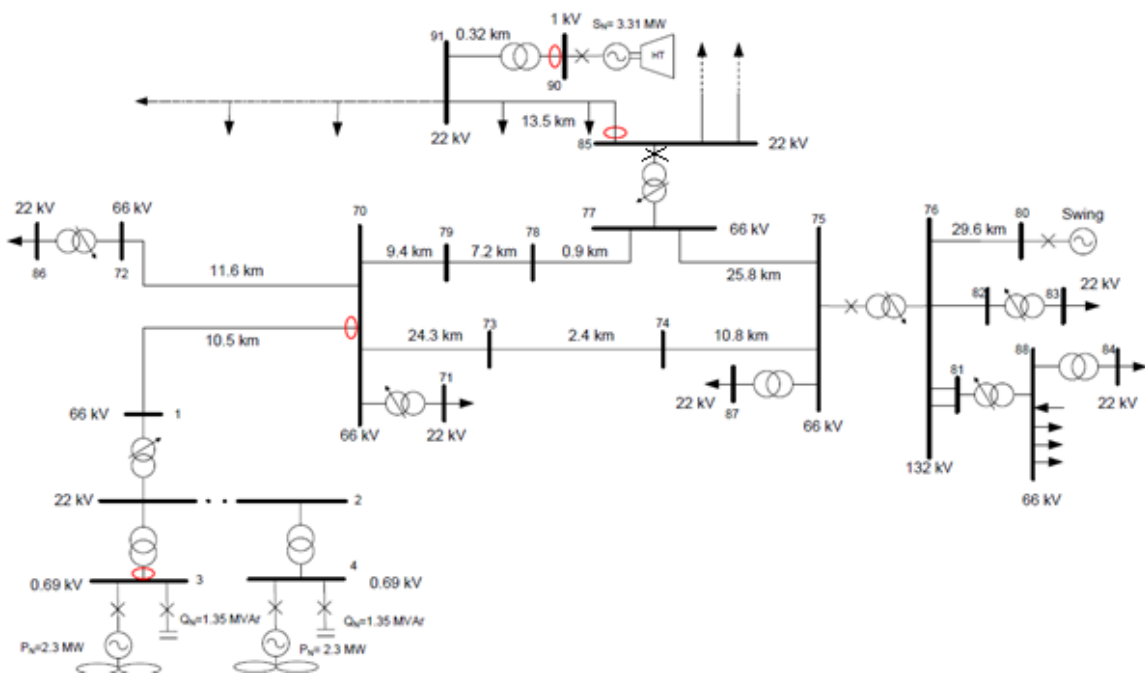 1 kV
S_N= 3.31 MW
91
0.32 km
HT
90
13.5 km
22 kV
85
22 kV
77
66 kV
70
75
76
80
Swing
22 kV
66 kV
79
78
29.6 km
9.4 km
7.2 km
0.9 km
86
72
11.6 km
25.8 km
22 kV
82
83
73
74
10.5 km
24.3 km
2.4 km
10.8 km
88
84
81
71
87
22 kV
22 kV
66 kV
1
66 kV
22 kV
66 kV
132 kV
66 kV
22 kV
2
0.69 kV
3
4
0.69 kV
Q_N=1.35 MVAr
Q_N=1.35 MVAr
P_N=2.3 MW
P_N= 2.3 MW